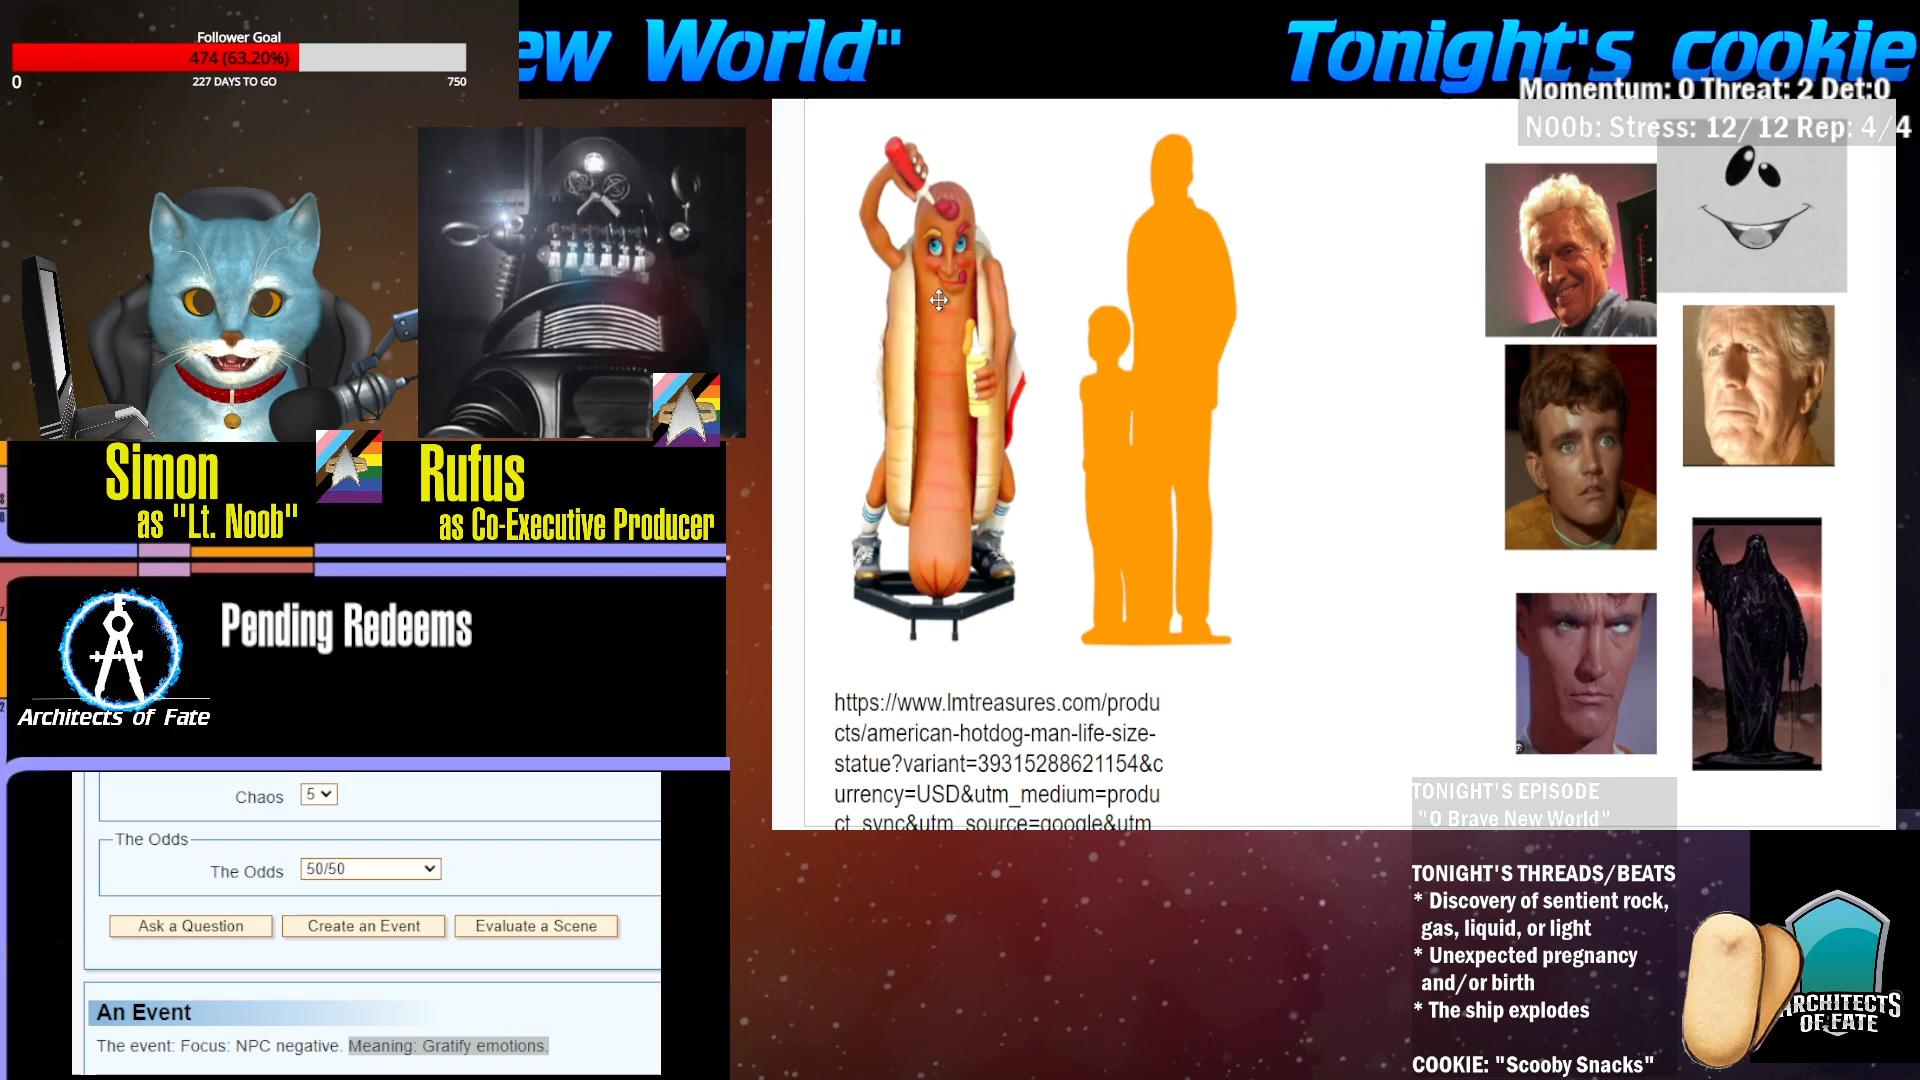 Follower Goal
474 (63.20%)
0
227 DAYS TO GO
750
ew World"
Tonight's cookie
Momentum: 0 Threat: 2 Det:0
N00b: Stress: 12/12 Rep: 4/4
Simon
as "Lt. Noob"
Rufus
as Co-Executive Producer
Pending Redeems
Architects of Fate
https://www.lmtreasures.com/produ
cts/american-hotdog-man-life-size-
statue?variant=39315288621154&c
urrency=USD&utm_medium=produ
ct_sync&utm_source=google&utm
Chaos
5
The Odds
The Odds
50/50
Ask a Question
Create an Event
Evaluate a Scene
An Event
The event: Focus: NPC negative. Meaning: Gratify emotions.
TONIGHT'S EPISODE
"O Brave New World"
TONIGHT'S THREADS/BEATS
* Discovery of sentient rock,
gas, liquid, or light
* Unexpected pregnancy
and/or birth
* The ship explodes
COOKIE: "Scooby Snacks"
ARCHITECTS
OF FATE